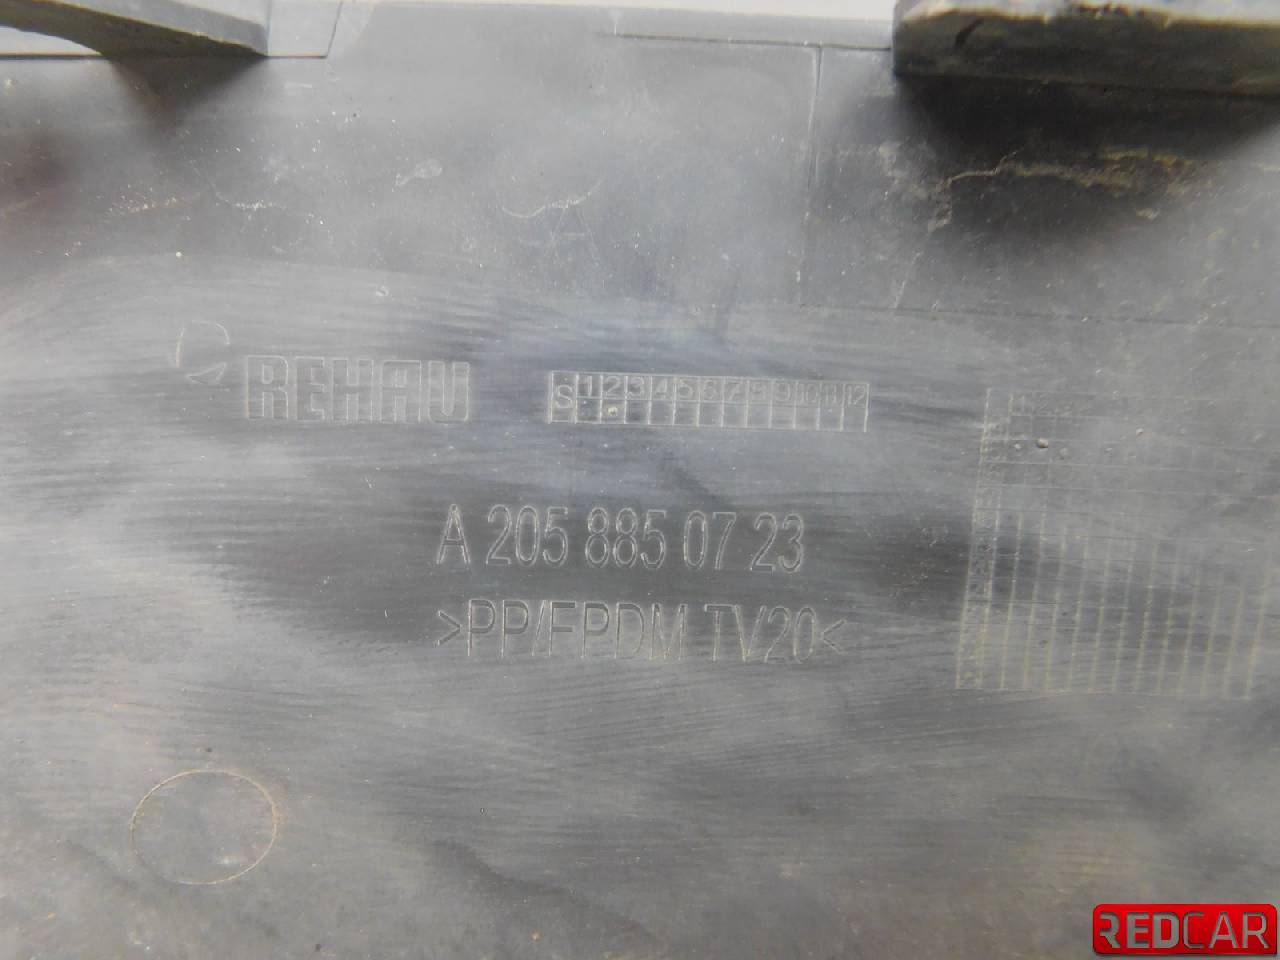 REHAU
S 1 2 3 4 5 6 7 8 9 10 11 12
A 205 885 07 23
>PP/EPDM TV20<
REDCAR